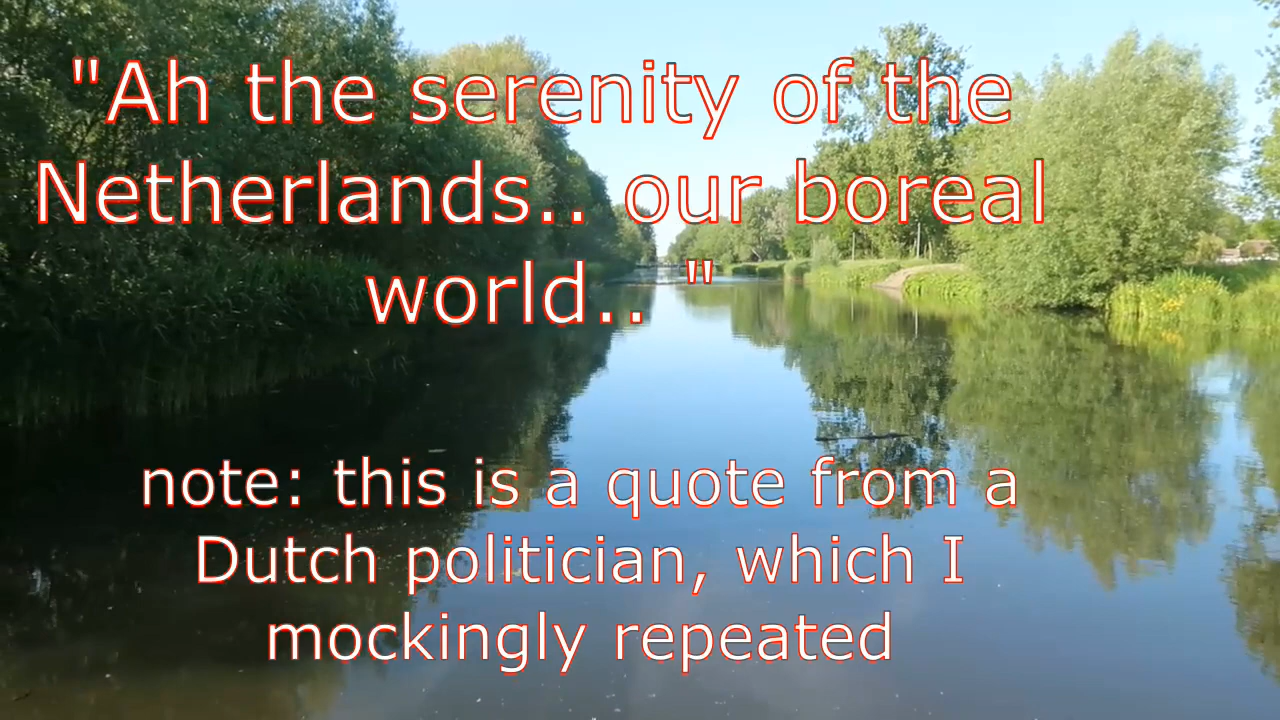 "Ah the serenity of the
Netherlands.. our boreal
world.. "
note: this is a quote from a
Dutch politician, which I
mockingly repeated